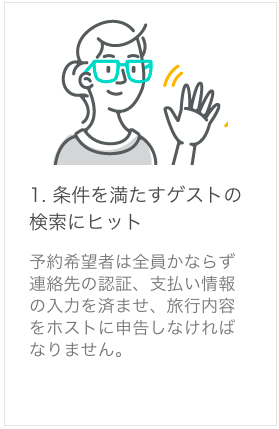 1. 条件を満たすゲストの
検索にヒット
予約希望者は全員かならず
連絡先の認証、支払い情報
の入力を済ませ、旅行内容
をホストに申告しなければ
なりません。